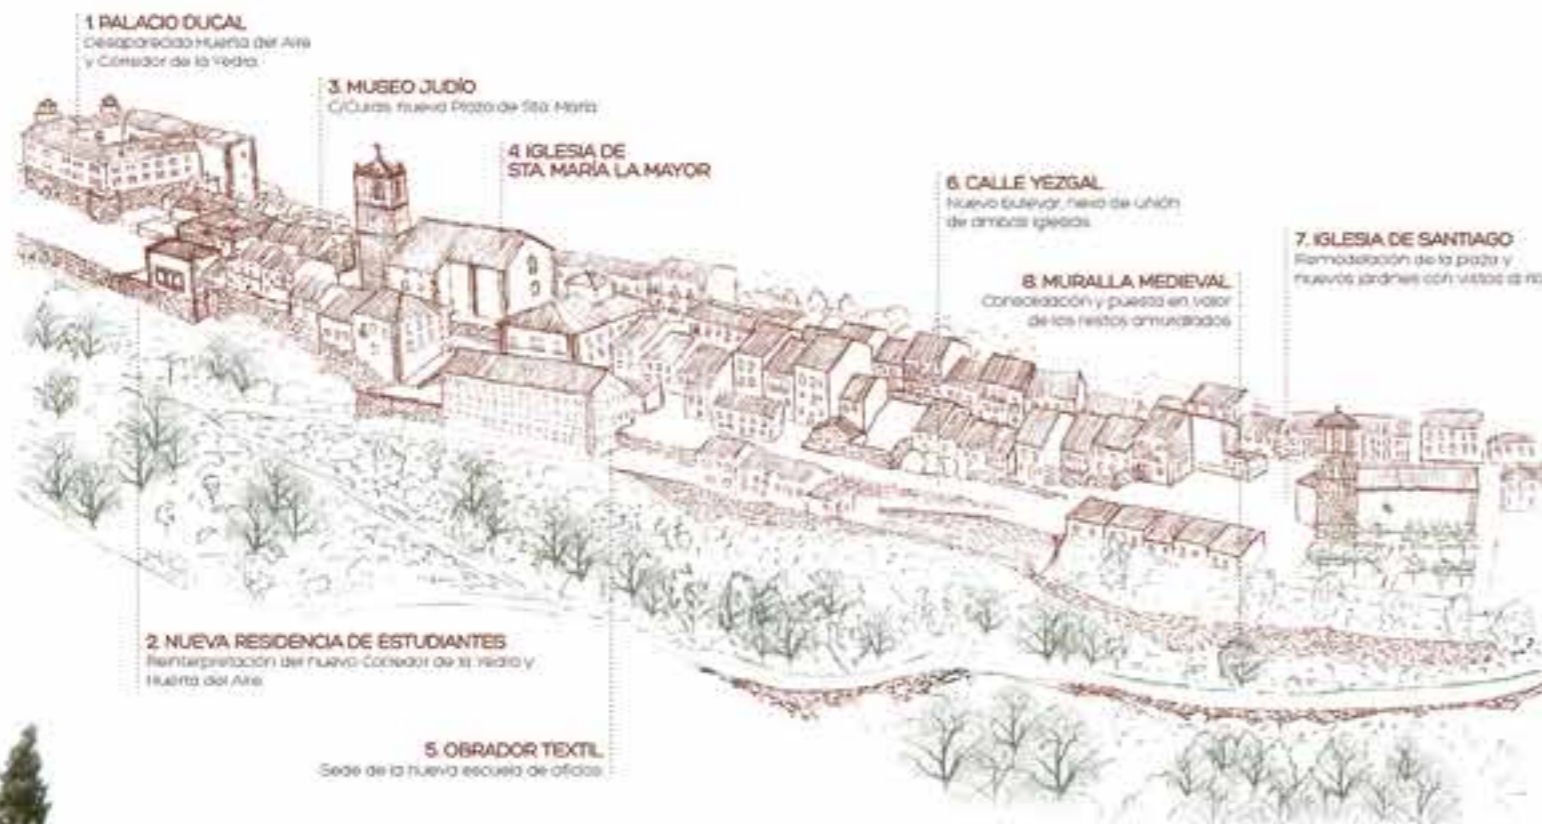 1. PALACIO DUCAL
Desaparecido Huerta del Aire
y Corredor de la Yedra.
3. MUSEO JUDÍO
C/Curas, nueva Plaza de Sta. María
4. IGLESIA DE
STA. MARÍA LA MAYOR
6. CALLE YEZGAL
Nuevo bulevar, nexo de unión
de ambas iglesias.
7. IGLESIA DE SANTIAGO
Remodelación de la plaza y
nuevos jardines con vistas al río
8. MURALLA MEDIEVAL
Consolidación y puesta en valor
de los restos amurallados
2. NUEVA RESIDENCIA DE ESTUDIANTES
Reinterpretación del nuevo Corredor de la Yedra y
Huerta del Aire
5. OBRADOR TEXTIL
Sede de la nueva escuela de oficios